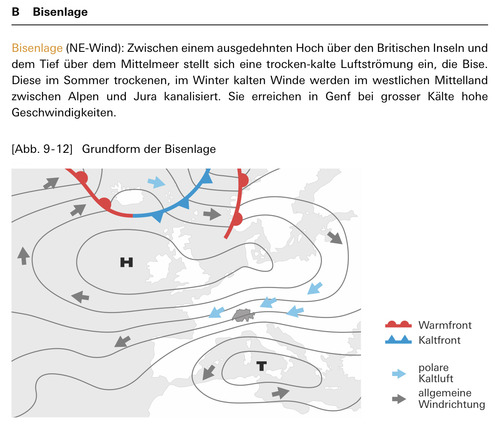 B Bisenlage
Bisenlage (NE-Wind): Zwischen einem ausgedehnten Hoch über den Britischen Inseln und
dem Tief über dem Mittelmeer stellt sich eine trocken-kalte Luftströmung ein, die Bise.
Diese im Sommer trockenen, im Winter kalten Winde werden im westlichen Mittelland
zwischen Alpen und Jura kanalisiert. Sie erreichen in Genf bei grosser Kälte hohe
Geschwindigkeiten.
[Abb. 9-12] Grundform der Bisenlage
H
T
Warmfront
Kaltfront
polare
Kaltluft
allgemeine
Windrichtung